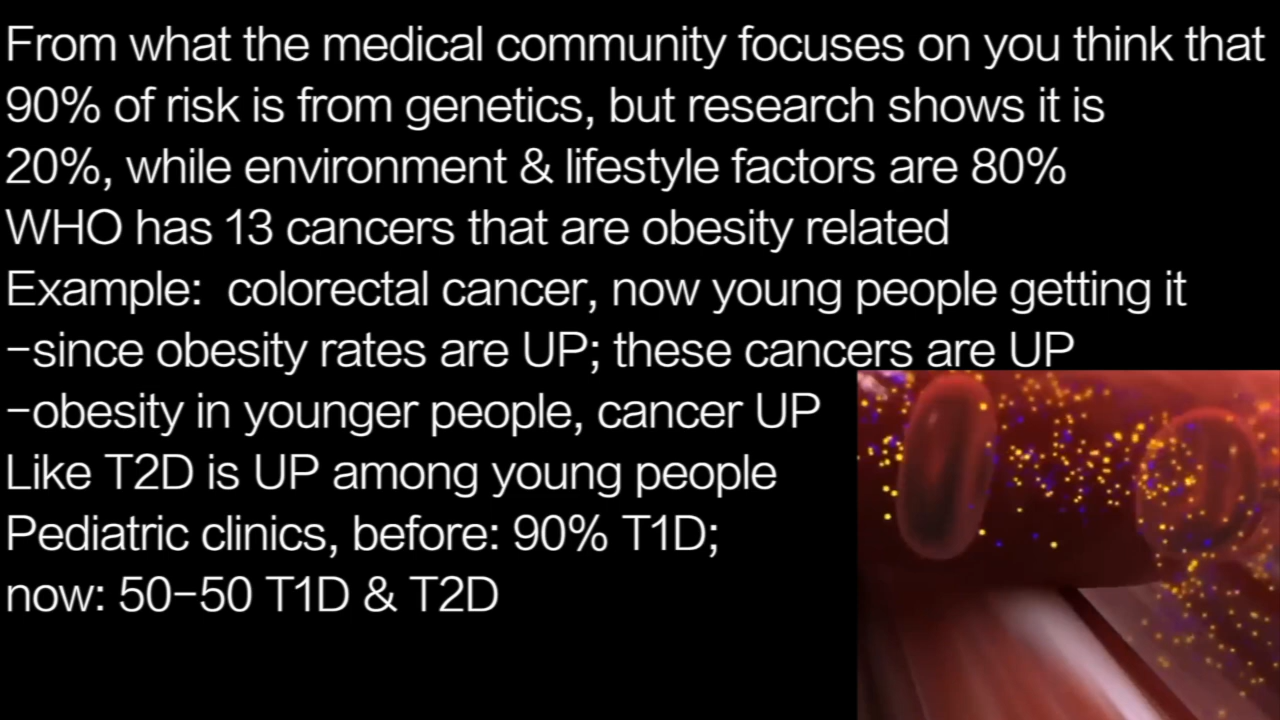 From what the medical community focuses on you think that
90% of risk is from genetics, but research shows it is
20%, while environment & lifestyle factors are 80%
WHO has 13 cancers that are obesity related
Example:  colorectal cancer, now young people getting it
−since obesity rates are UP; these cancers are UP
−obesity in younger people, cancer UP
Like T2D is UP among young people
Pediatric clinics, before: 90% T1D;
now: 50−50 T1D & T2D